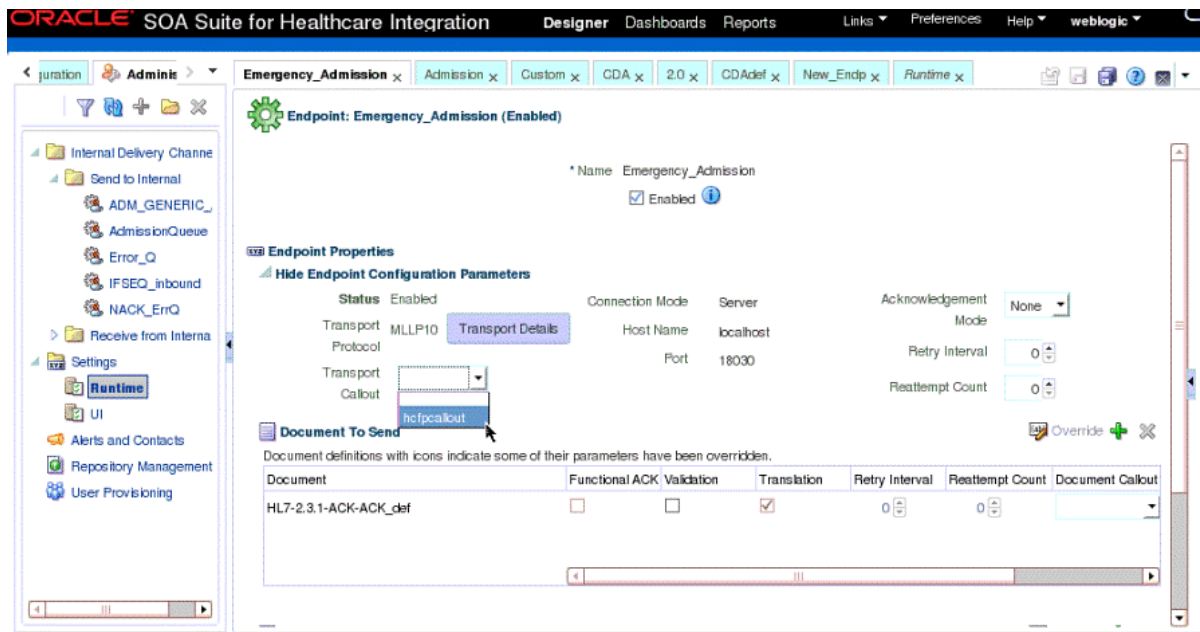 ORACLE SOA Suite for Healthcare Integration Designer Dashboards Reports Links Preferences Help weblogic
juration Adminis Emergency_Admission x Admission x Custom x CDA x 2.0 x CDAdef x New_Endp x Runtime x
Endpoint: Emergency_Admission (Enabled)
* Name Emergency_Admission
Enabled
Internal Delivery Channe
Send to Internal
ADM_GENERIC_
AdmissionQueue
Error_Q
IFSEQ_inbound
NACK_ErrQ
Receive from Interna
Settings
Runtime
UI
Alerts and Contacts
Repository Management
User Provisioning
Endpoint Properties
Hide Endpoint Configuration Parameters
Status Enabled
Transport Protocol MLLP10 Transport Details
Transport Callout
hcfpcallout
Connection Mode Server
Host Name localhost
Port 18030
Acknowledgement Mode None
Retry Interval 0
Reattempt Count 0
Document To Send
Override
Document definitions with icons indicate some of their parameters have been overridden.
Document Functional ACK Validation Translation Retry Interval Reattempt Count Document Callout
HL7-2.3.1-ACK-ACK_def 0 0